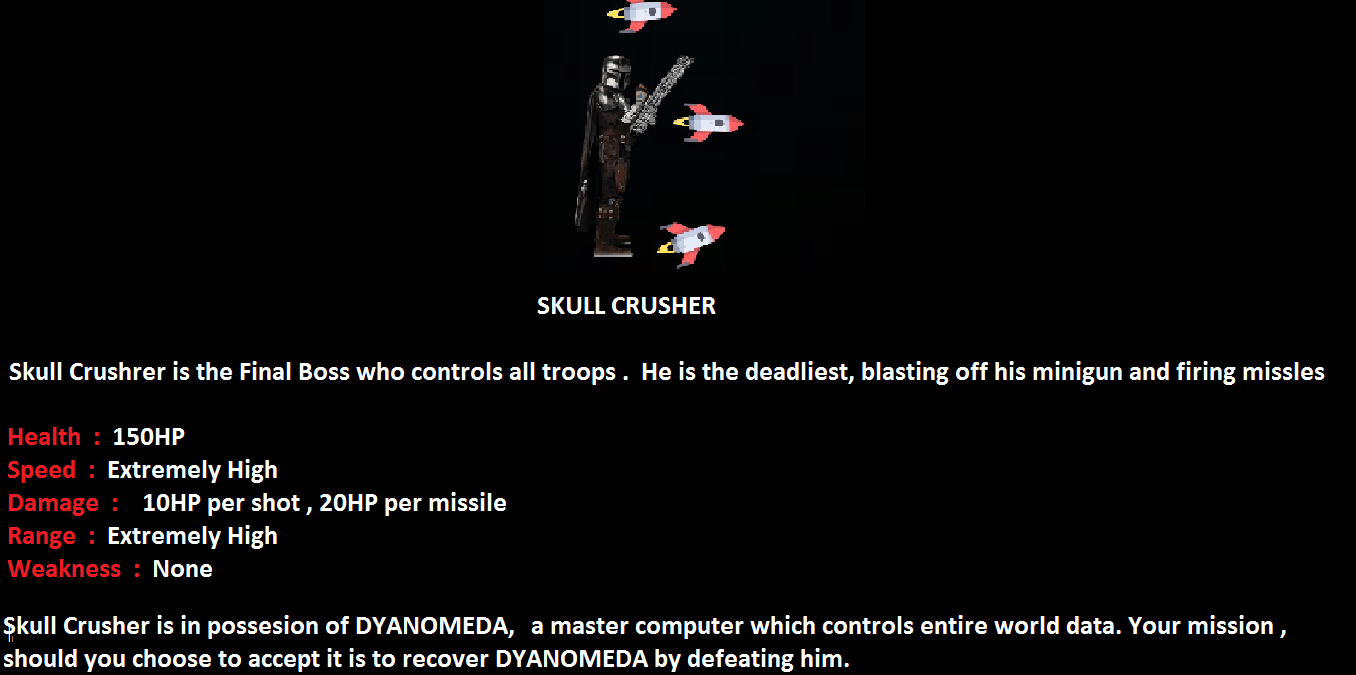 SKULL CRUSHER
Skull Crushrer is the Final Boss who controls all troops . He is the deadliest, blasting off his minigun and firing missles
Health : 150HP
Speed : Extremely High
Damage : 10HP per shot , 20HP per missile
Range : Extremely High
Weakness : None
Skull Crusher is in possesion of DYANOMEDA, a master computer which controls entire world data. Your mission ,
should you choose to accept it is to recover DYANOMEDA by defeating him.